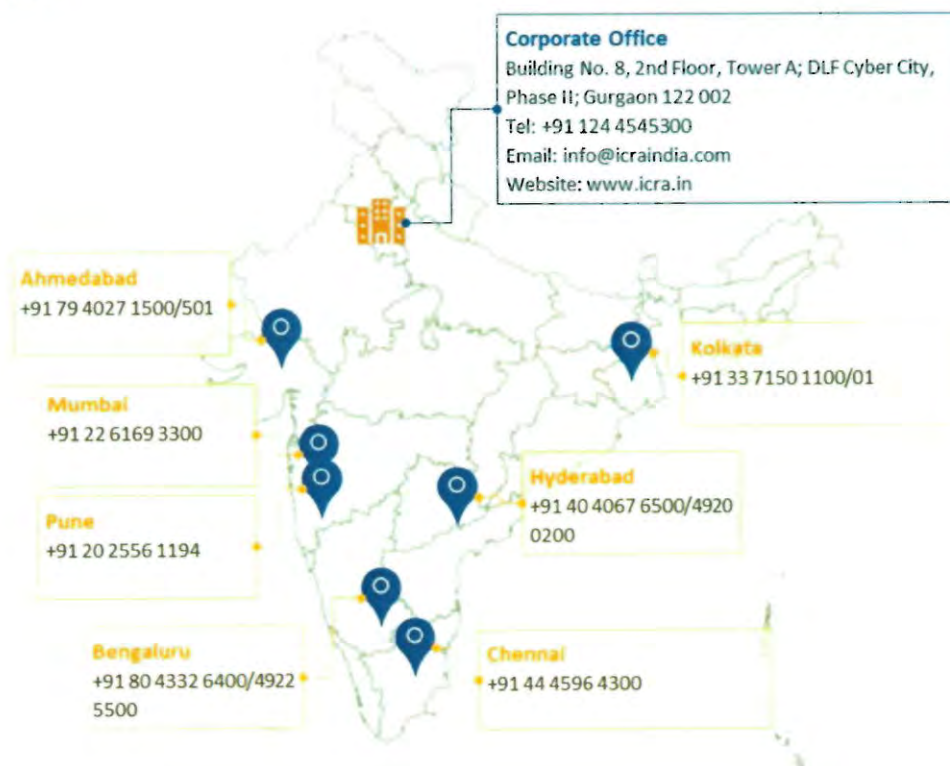 Corporate Office
Building No. 8, 2nd Floor, Tower A; DLF Cyber City,
Phase II; Gurgaon 122 002
Tel: +91 124 4545300
Email: info@icraindia.com
Website: www.icra.in
Ahmedabad
+91 79 4027 1500/501
Kolkata
+91 33 7150 1100/01
Mumbai
+91 22 6169 3300
Hyderabad
+91 40 4067 6500/4920
0200
Pune
+91 20 2556 1194
Bengaluru
+91 80 4332 6400/4922
5500
Chennai
+91 44 4596 4300